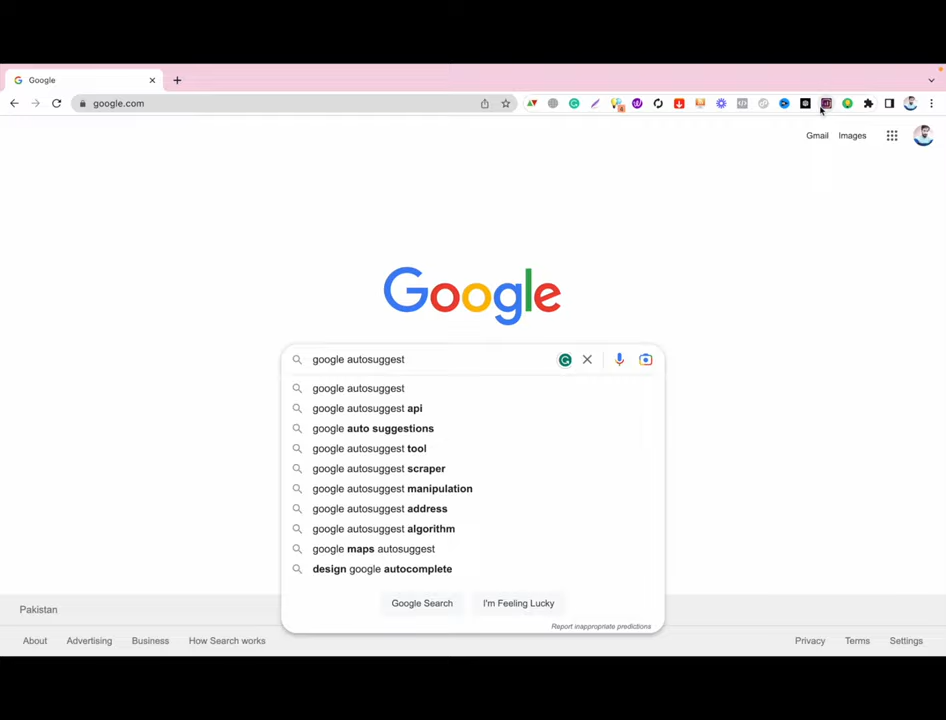 Google
google.com
Gmail
Images
Google
google autosuggest
google autosuggest
google autosuggest api
google auto suggestions
google autosuggest tool
google autosuggest scraper
google autosuggest manipulation
google autosuggest address
google autosuggest algorithm
google maps autosuggest
design google autocomplete
Google Search
I'm Feeling Lucky
Report inappropriate predictions
Pakistan
About
Advertising
Business
How Search works
Privacy
Terms
Settings